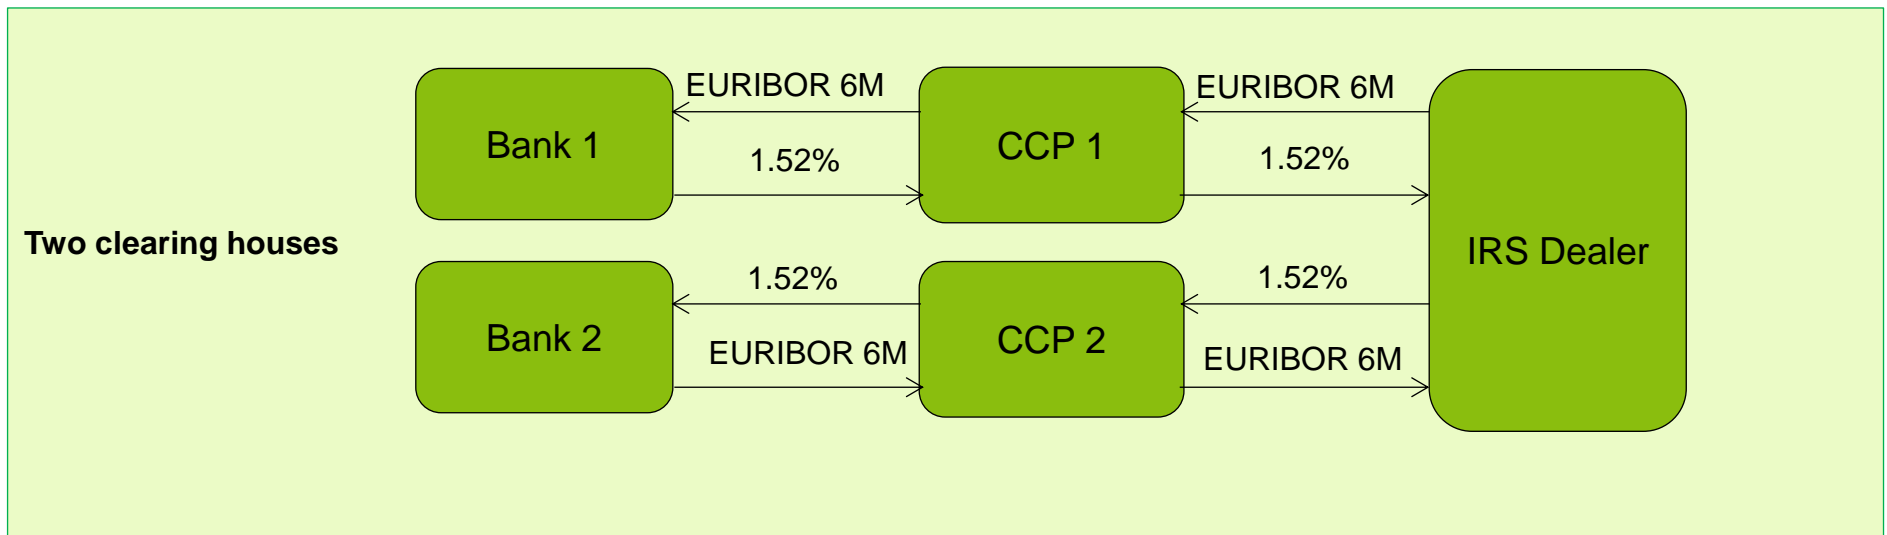 EURIBOR 6M
EURIBOR 6M
Bank 1
CCP 1
1.52%
1.52%
Two clearing houses
IRS Dealer
1.52%
1.52%
Bank 2
CCP 2
EURIBOR 6M
EURIBOR 6M